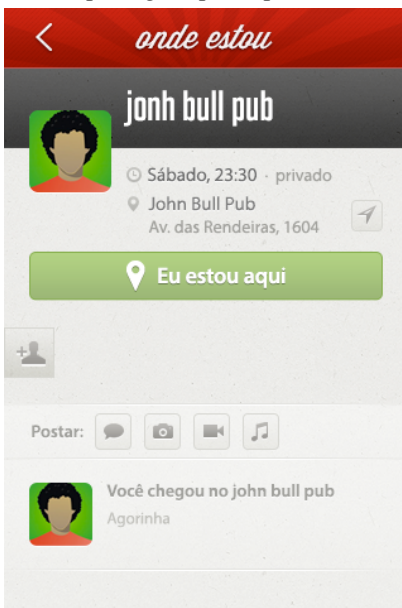 onde estou
jonh bull pub
Sábado, 23:30 · privado
John Bull Pub
Av. das Rendeiras, 1604
Eu estou aqui
Postar:
Você chegou no john bull pub
Agorinha